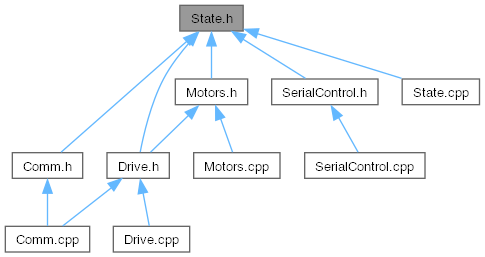 State.h
Motors.h
SerialControl.h
State.cpp
Comm.h
Drive.h
Motors.cpp
SerialControl.cpp
Comm.cpp
Drive.cpp